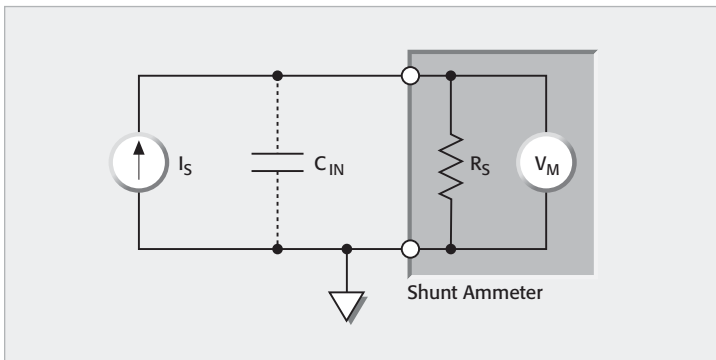 I_S
C_IN
R_S
V_M
Shunt Ammeter